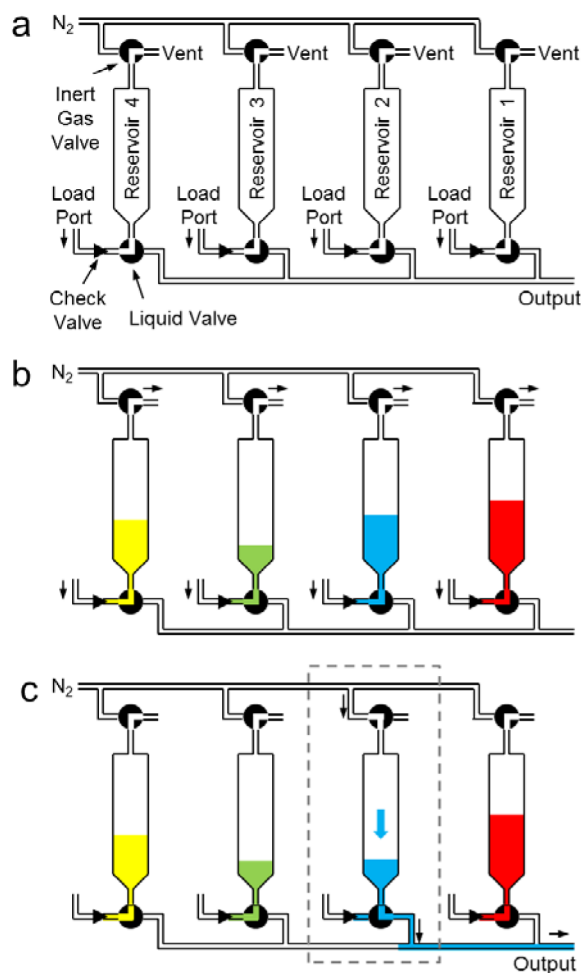 a
N2
Vent
Vent
Vent
Vent
Inert
Gas
Valve
Reservoir 4
Reservoir 3
Reservoir 2
Reservoir 1
Load
Port
Load
Port
Load
Port
Load
Port
Check
Valve
Liquid Valve
Output
b
N2
c
N2
Output